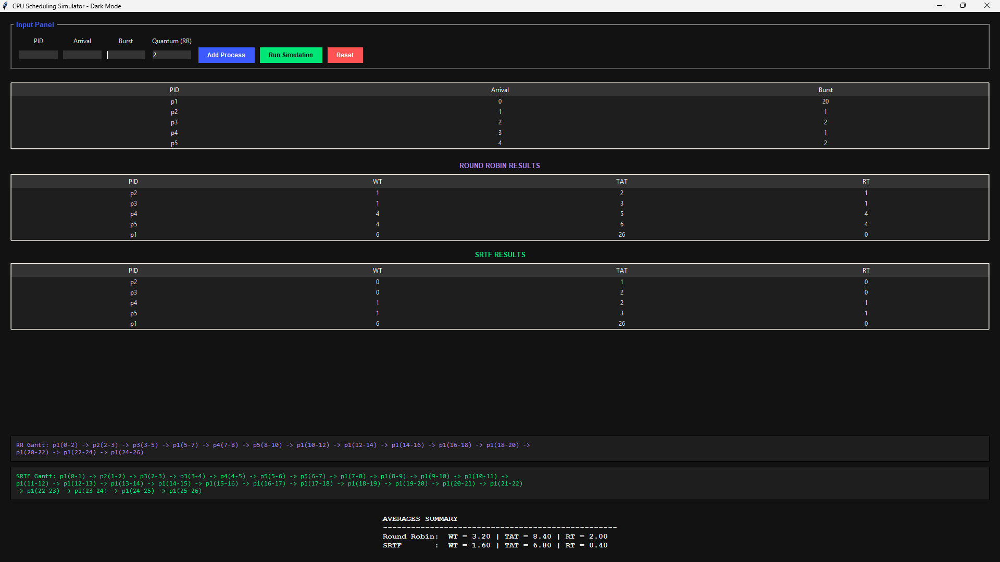 CPU Scheduling Simulator - Dark Mode
Input Panel
PID Arrival Burst Quantum (RR)
2 Add Process Run Simulation Reset
PID Arrival Burst
p1 0 20
p2 1 1
p3 2 2
p4 3 1
p5 4 2
ROUND ROBIN RESULTS
PID WT TAT RT
p2 1 2 1
p3 1 3 1
p4 4 5 4
p5 4 6 4
p1 6 26 0
SRTF RESULTS
PID WT TAT RT
p2 0 1 0
p3 0 2 0
p4 1 2 1
p5 1 3 1
p1 6 26 0
RR Gantt: p1(0-2) -> p2(2-3) -> p3(3-5) -> p1(5-7) -> p4(7-8) -> p5(8-10) -> p1(10-12) -> p1(12-14) -> p1(14-16) -> p1(16-18) -> p1(18-20) ->
p1(20-22) -> p1(22-24) -> p1(24-26)
SRTF Gantt: p1(0-1) -> p2(1-2) -> p3(2-3) -> p3(3-4) -> p4(4-5) -> p5(5-6) -> p5(6-7) -> p1(7-8) -> p1(8-9) -> p1(9-10) -> p1(10-11) ->
p1(11-12) -> p1(12-13) -> p1(13-14) -> p1(14-15) -> p1(15-16) -> p1(16-17) -> p1(17-18) -> p1(18-19) -> p1(19-20) -> p1(20-21) -> p1(21-22)
-> p1(22-23) -> p1(23-24) -> p1(24-25) -> p1(25-26)
AVERAGES SUMMARY
--------------------------------------------------
Round Robin: WT = 3.20 | TAT = 8.40 | RT = 2.00
SRTF : WT = 1.60 | TAT = 6.80 | RT = 0.40